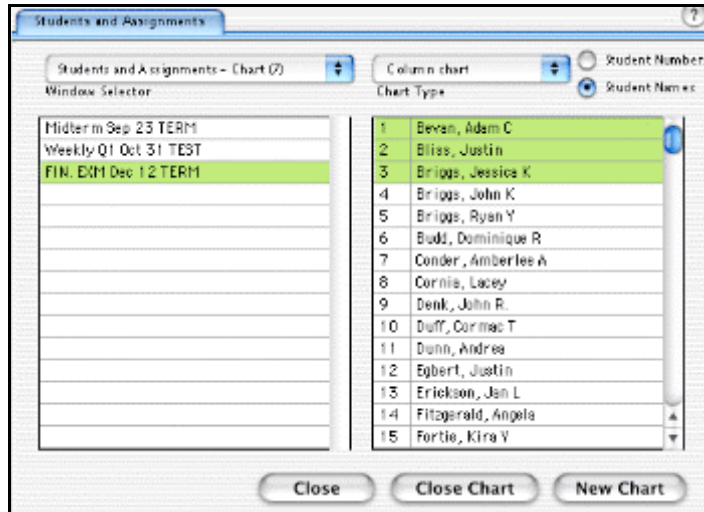 ?
Students and Assignments
Students and Assignments - Chart (7)
Window Selector
Column chart
Chart Type
Student Number
Student Names
Midterm Sep 23 TERM
Weekly Q1 Oct 31 TEST
FIN. EXM Dec 12 TERM
1 Bevan, Adam C
2 Bliss, Justin
3 Briggs, Jessica K
4 Briggs, John K
5 Briggs, Ryan Y
6 Budd, Dominique R
7 Conder, Amberlee A
8 Cornia, Lacey
9 Denk, John R.
10 Duff, Cormac T
11 Dunn, Andrea
12 Egbert, Justin
13 Erickson, Jan L
14 Fitzgerald, Angela
15 Fortie, Kira V
Close
Close Chart
New Chart